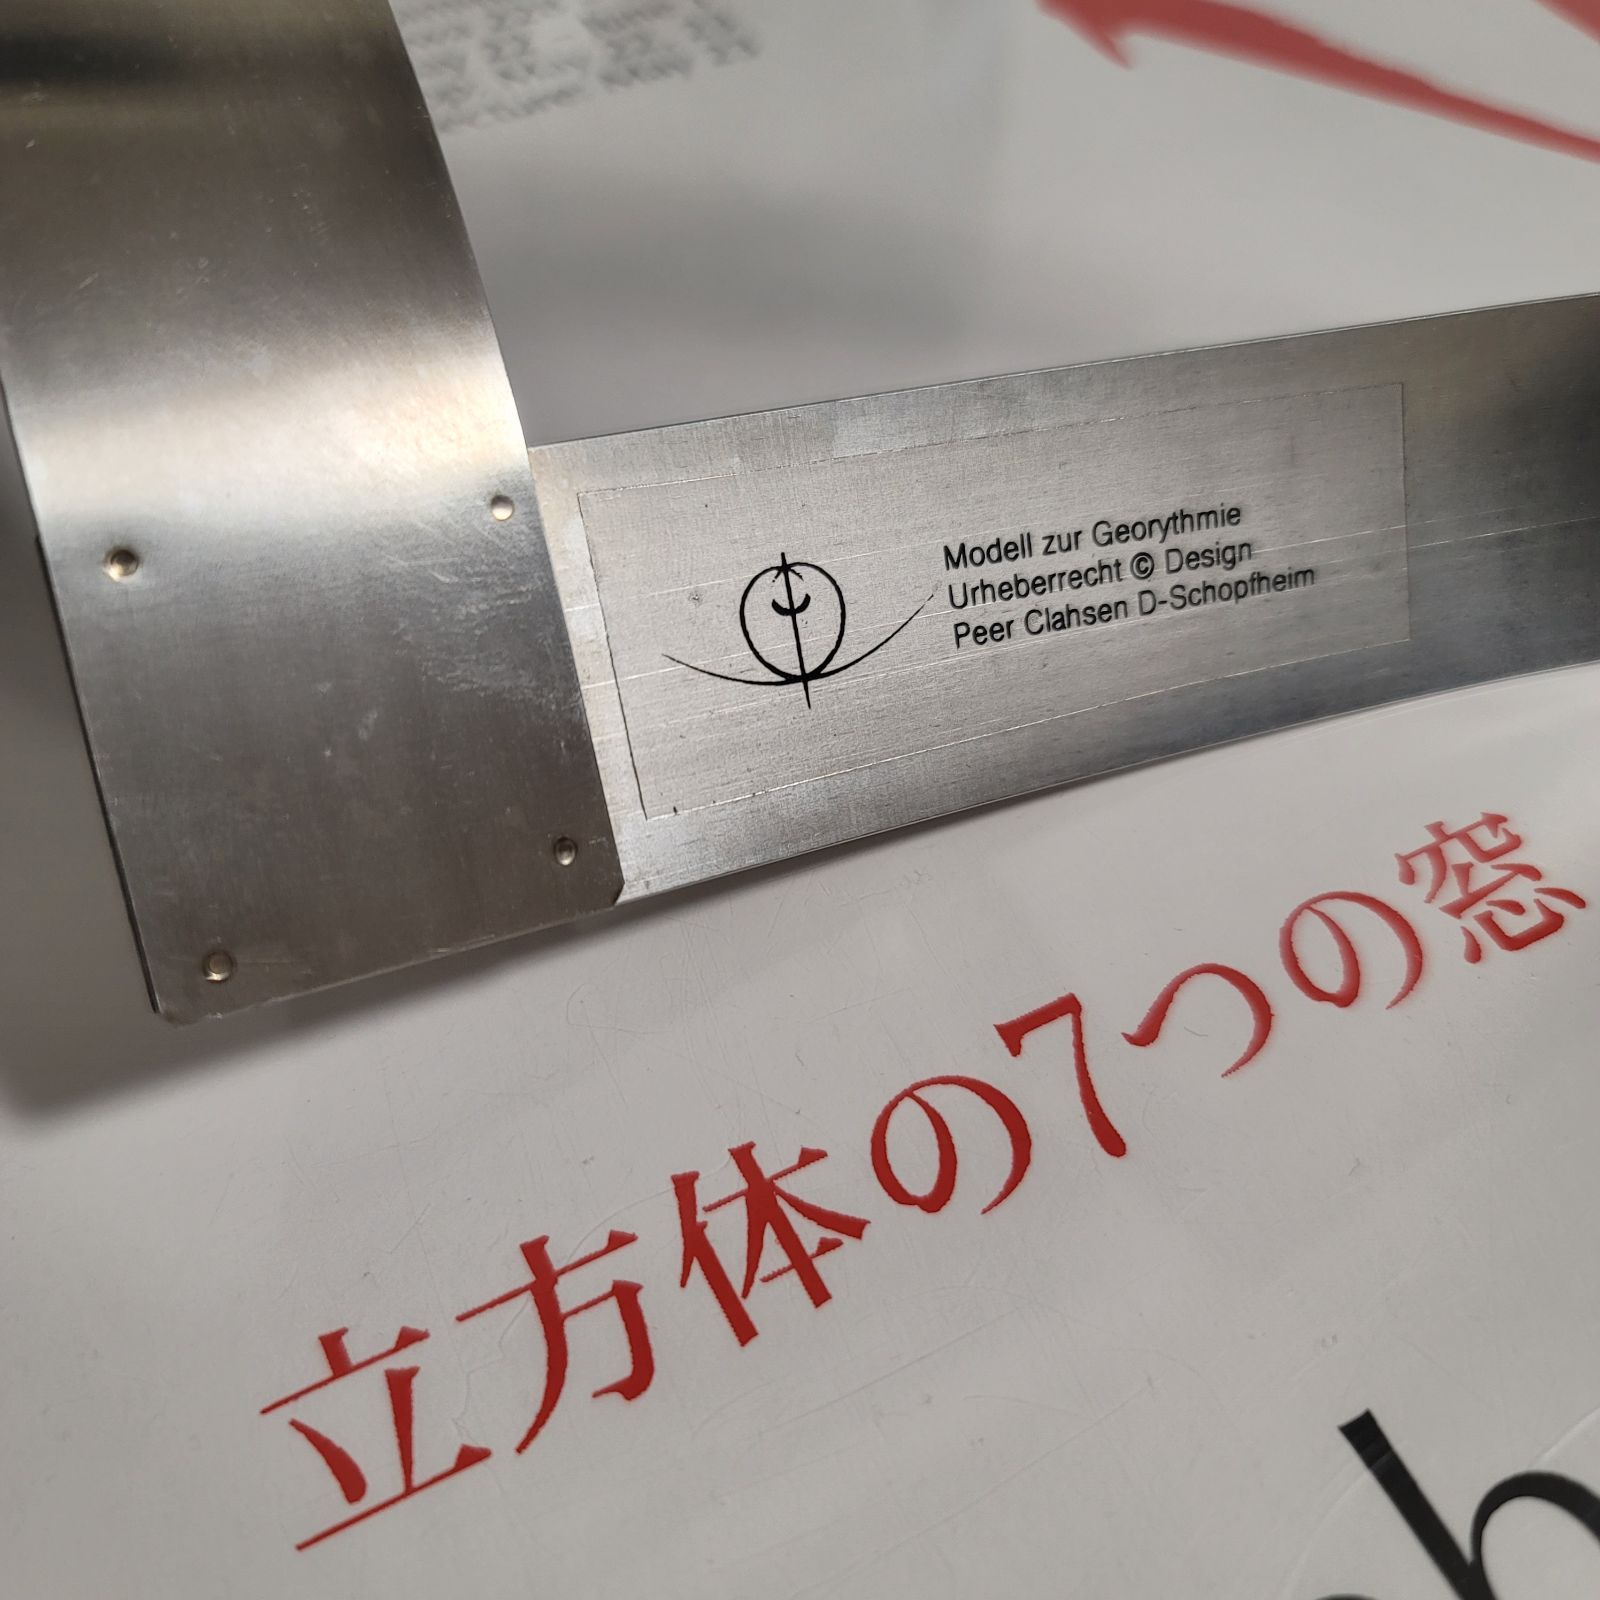 Modell zur Georythmie
Urheberrecht © Design
Peer Clahsen D-Schopfheim
立方体の7つの窓
h